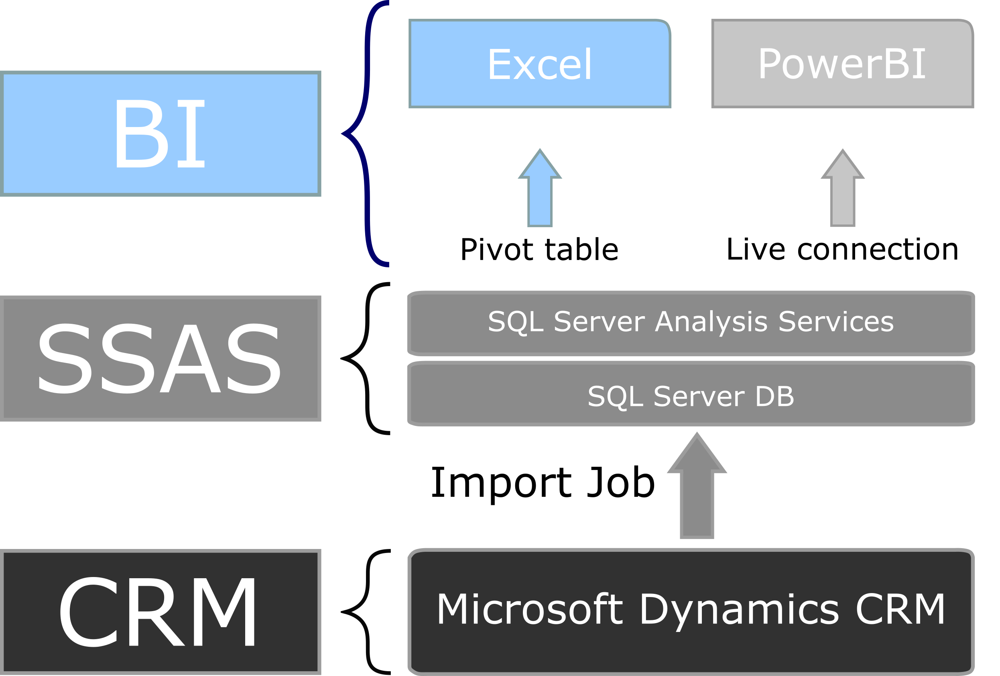 BI
Excel
PowerBI
Pivot table
Live connection
SSAS
SQL Server Analysis Services
SQL Server DB
Import Job
CRM
Microsoft Dynamics CRM